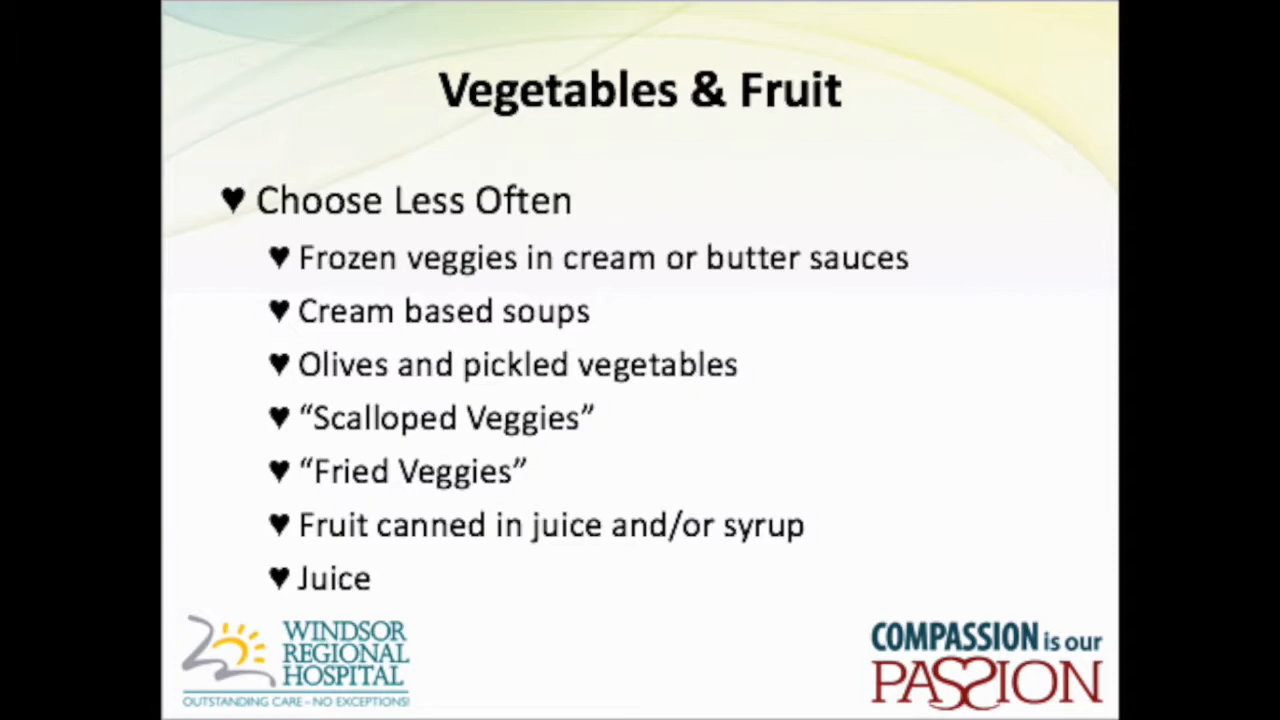 Vegetables & Fruit
♥ Choose Less Often
♥ Frozen veggies in cream or butter sauces
♥ Cream based soups
♥ Olives and pickled vegetables
♥ “Scalloped Veggies”
♥ “Fried Veggies”
♥ Fruit canned in juice and/or syrup
♥ Juice
WINDSOR
REGIONAL
HOSPITAL
OUTSTANDING CARE – NO EXCEPTIONS!
COMPASSION is our
PASSION